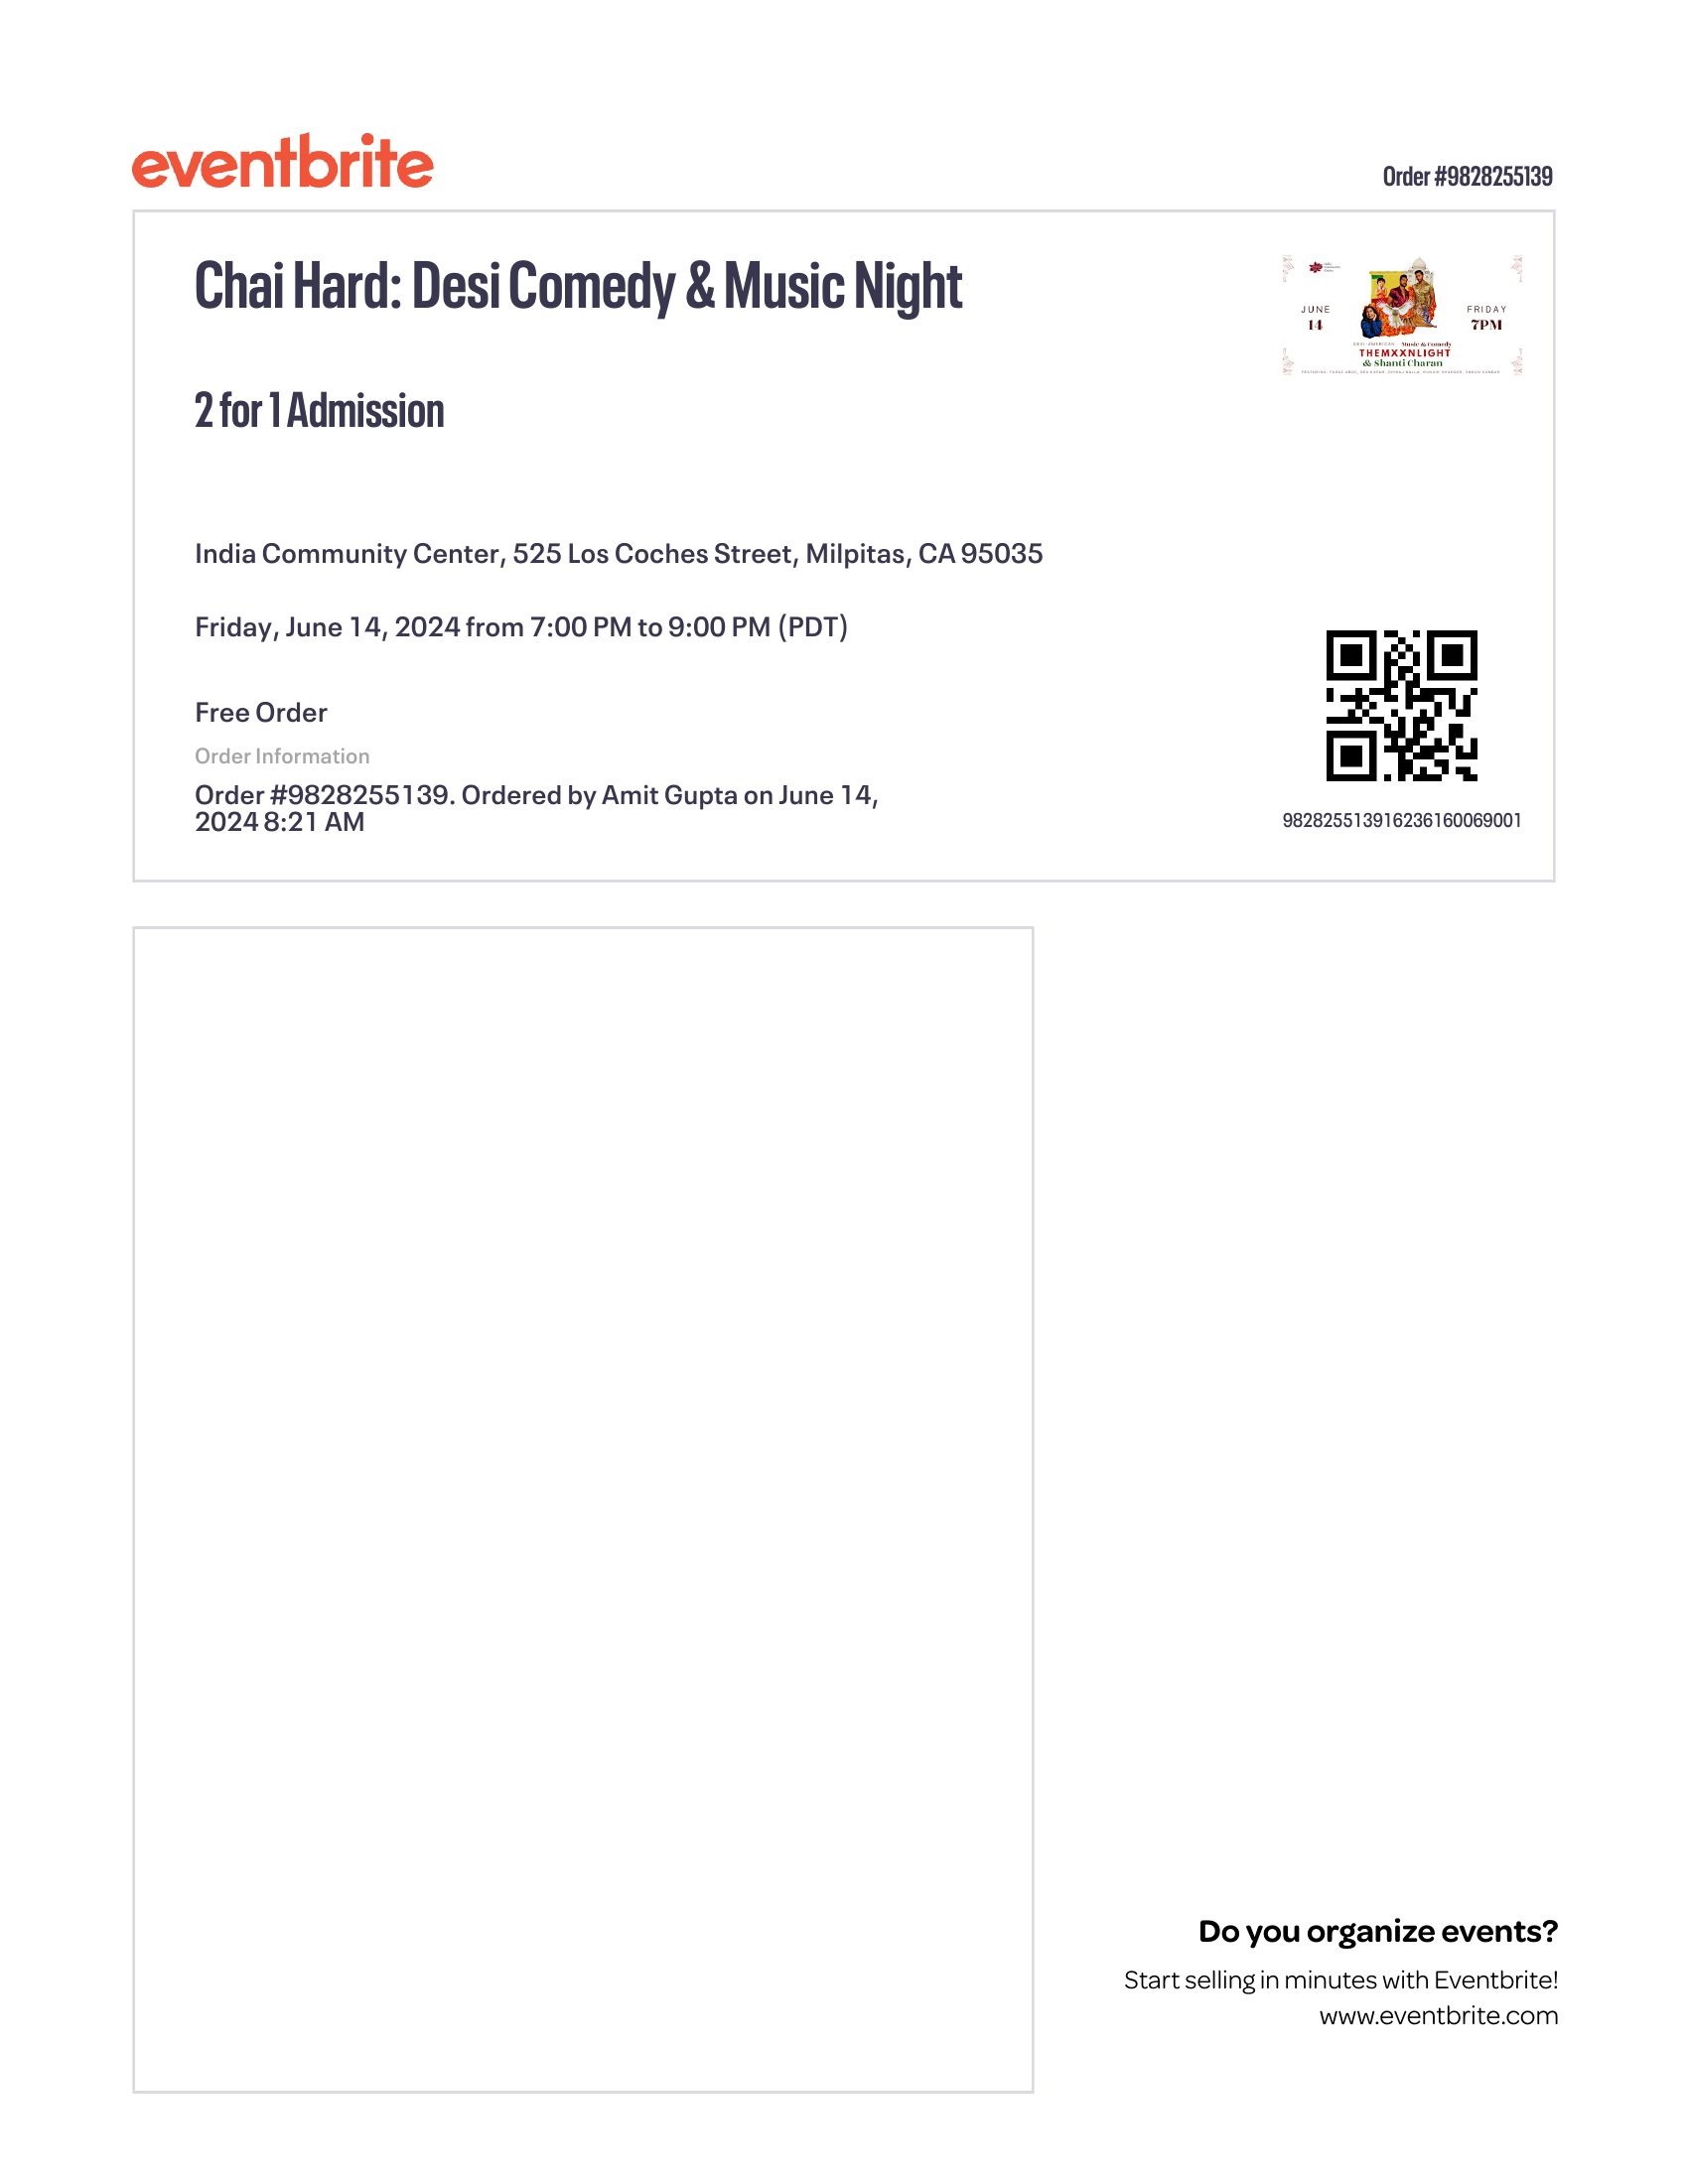 eventbrite
Order #9828255139
Chai Hard: Desi Comedy & Music Night
JUNE
14
FRIDAY
7PM
Music & Comedy
THEMXXNLIGHT
& Shanti Charan
2 for 1 Admission
India Community Center, 525 Los Coches Street, Milpitas, CA 95035
Friday, June 14, 2024 from 7:00 PM to 9:00 PM (PDT)
Free Order
Order Information
Order #9828255139. Ordered by Amit Gupta on June 14,
2024 8:21 AM
982825513916236160069001
Do you organize events?
Start selling in minutes with Eventbrite!
www.eventbrite.com